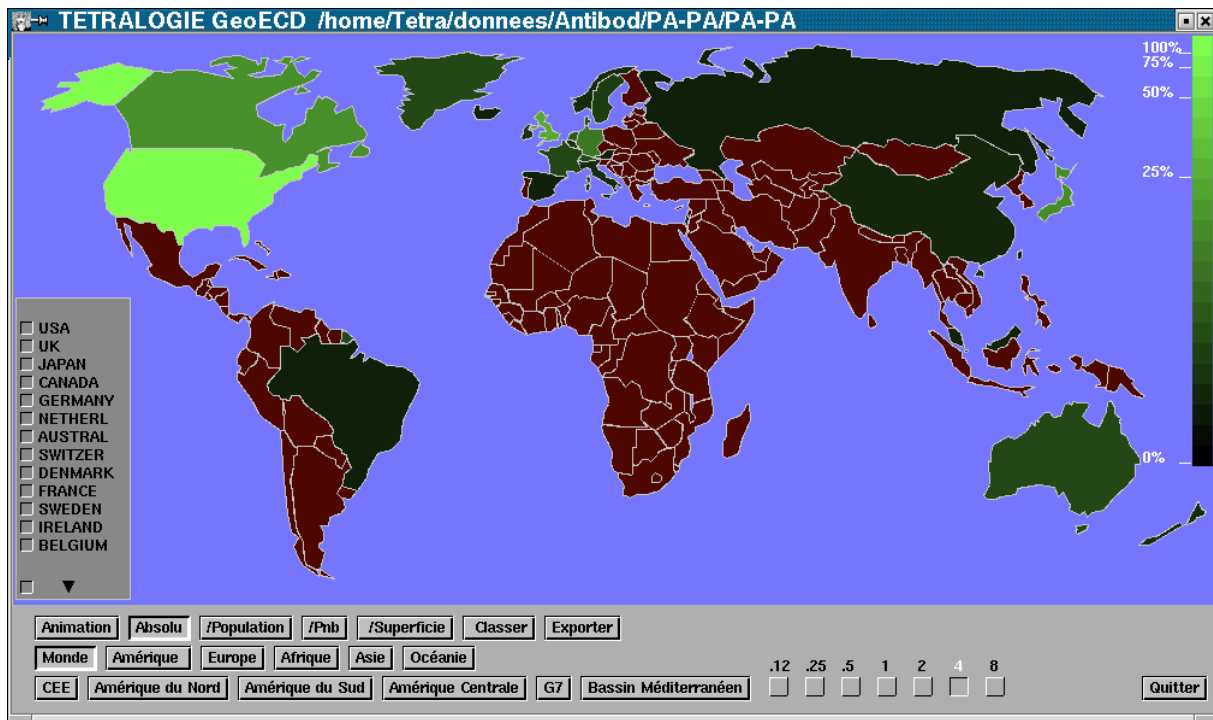 TETRALOGIE GeoECD /home/Tetra/donnees/Antibod/PA-PA/PA-PA
100%
75%
50%
25%
0%
USA
UK
JAPAN
CANADA
GERMANY
NETHERL
AUSTRAL
SWITZER
DENMARK
FRANCE
SWEDEN
IRELAND
BELGIUM
Animation Absolu /Population /Pnb /Superficie Classer Exporter
Monde Amérique Europe Afrique Asie Océanie
.12 .25 .5 1 2 4 8
CEE Amérique du Nord Amérique du Sud Amérique Centrale G7 Bassin Méditerranéen Quitter